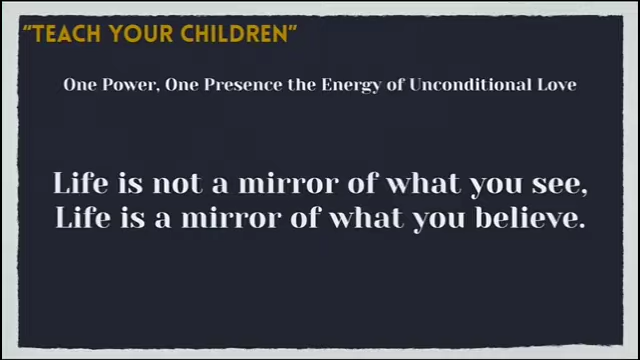 “TEACH YOUR CHILDREN”
One Power, One Presence the Energy of Unconditional Love
Life is not a mirror of what you see,
Life is a mirror of what you believe.